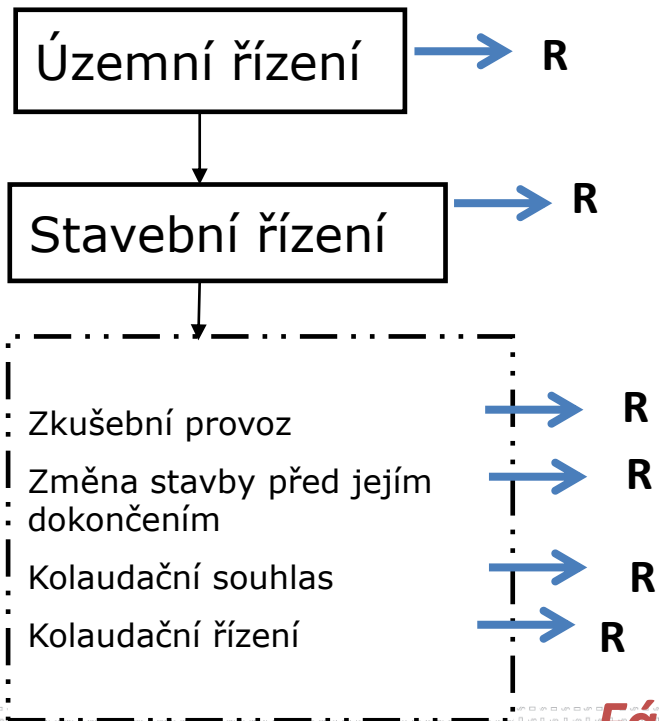 Územní řízení R
Stavební řízení R
Zkušební provoz R
Změna stavby před jejím R
dokončením
Kolaudační souhlas R
Kolaudační řízení R